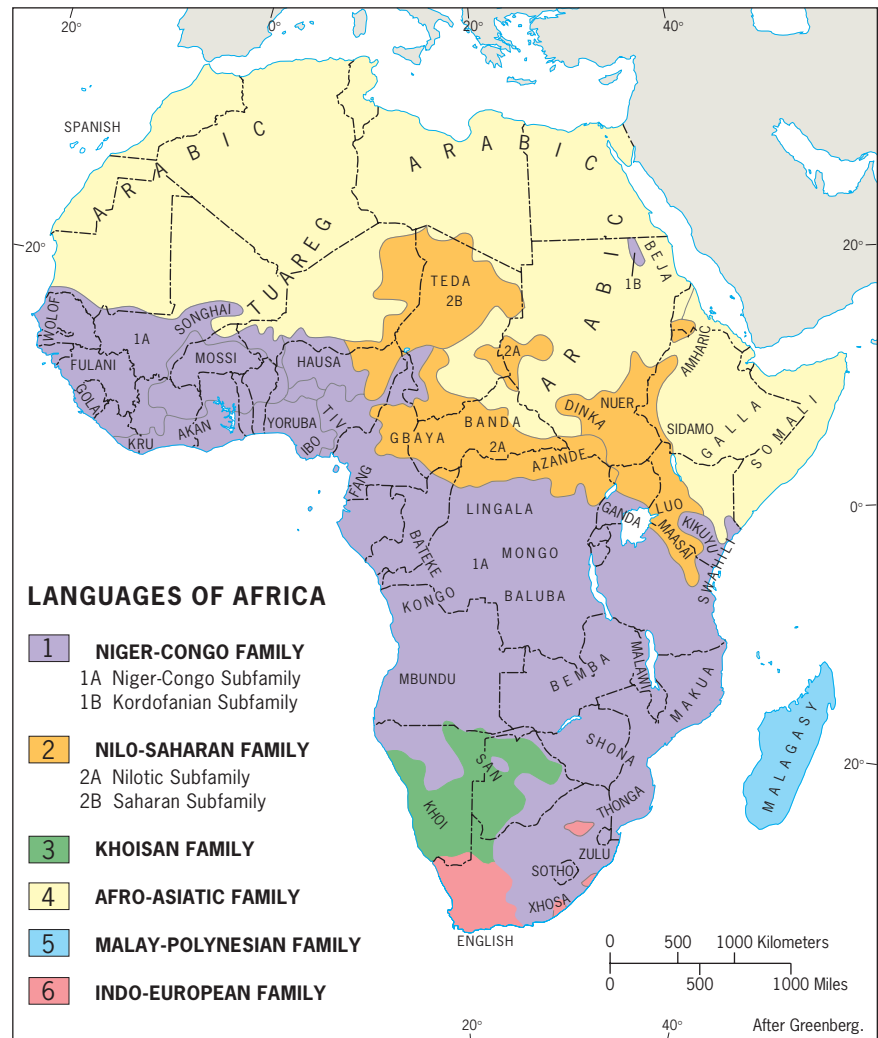 20° 0° 20° 40°
SPANISH
ARABIC
ARABIC
20° 20°
TUAREG
ARABIC
BEJA
TEDA
2B
1B
WOLOF
1A
SONGHAI
MOSSI
HAUSA
2A
AMHARIC
FULANI
GOLA
KRU
AKAN
YORUBA
IBO
TIV
GBAYA
BANDA
2A
DINKA
NUER
SIDAMO
GALLA
SOMALI
AZANDE
FANG
LINGALA
GANDA
LUO
0°
MAASAI
KIKUYU
SWAHILI
BATEKE
1A
MONGO
KONGO
BALUBA
MBUNDU
BEMBA
MALAWI
MAKUA
SHONA
SAN
KHOI
THONGA
ZULU
SOTHO
XHOSA
ENGLISH
MALAGASY
20°
LANGUAGES OF AFRICA
1 NIGER-CONGO FAMILY
1A Niger-Congo Subfamily
1B Kordofanian Subfamily
2 NILO-SAHARAN FAMILY
2A Nilotic Subfamily
2B Saharan Subfamily
3 KHOISAN FAMILY
4 AFRO-ASIATIC FAMILY
5 MALAY-POLYNESIAN FAMILY
6 INDO-EUROPEAN FAMILY
0 500 1000 Kilometers
0 500 1000 Miles
20° 40°
After Greenberg.